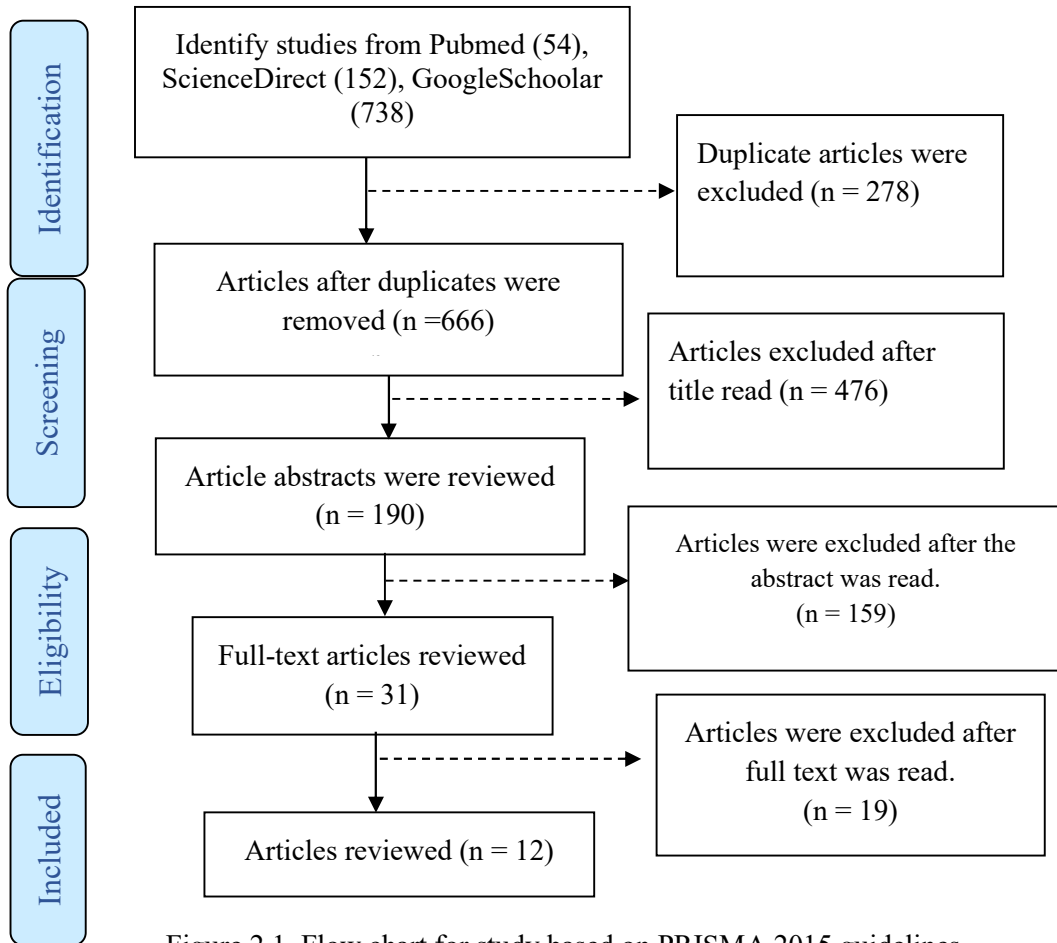 Identification
Identify studies from Pubmed (54),
ScienceDirect (152), GoogleSchoolar
(738)
Duplicate articles were
excluded (n = 278)
Screening
Articles after duplicates were
removed (n =666)
Articles excluded after
title read (n = 476)
Article abstracts were reviewed
(n = 190)
Eligibility
Articles were excluded after the
abstract was read.
(n = 159)
Full-text articles reviewed
(n = 31)
Articles were excluded after
full text was read.
(n = 19)
Included
Articles reviewed (n = 12)
Figure 2.1. Flow chart for study based on PRISMA 2015 guidelines